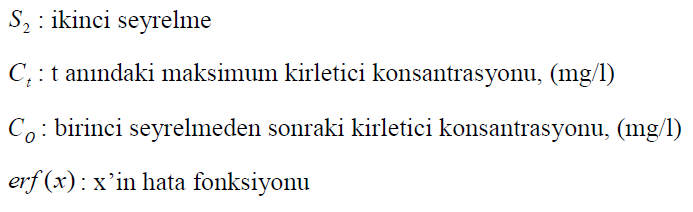 S₂ : ikinci seyrelme
Cₜ : t anındaki maksimum kirletici konsantrasyonu, (mg/l)
C_O : birinci seyrelmeden sonraki kirletici konsantrasyonu, (mg/l)
erf (x) : x’in hata fonksiyonu